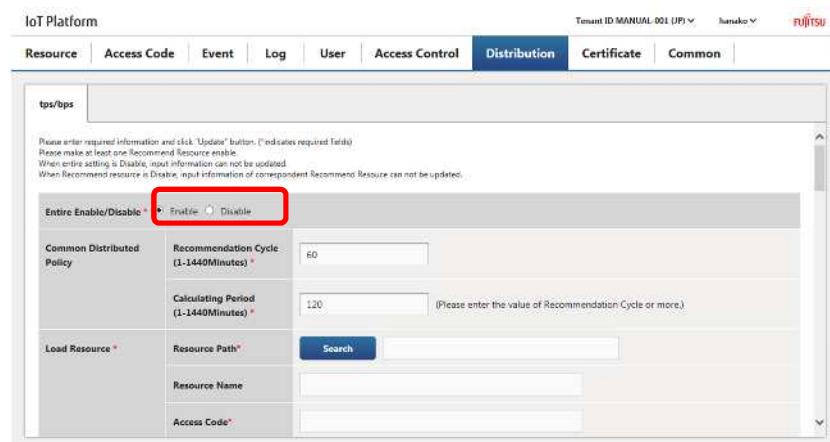 IoT Platform
Tenant ID MANUAL-001 (JP)
hanako
FUJITSU
Resource
Access Code
Event
Log
User
Access Control
Distribution
Certificate
Common
tps/bps
Please enter required information and click "Update" button. (*indicates required fields)
Please make at least one Recommend Resource enable.
When entire setting is Disable, input information can not be updated.
When Recommend resource is Disable, input information of correspondent Recommend Resouce can not be updated.
Entire Enable/Disable *
Enable
Disable
Common Distributed
Policy
Recommendation Cycle
(1-1440Minutes) *
60
Calculating Period
(1-1440Minutes) *
120
(Please enter the value of Recommendation Cycle or more.)
Load Resource *
Resource Path*
Search
Resource Name
Access Code*